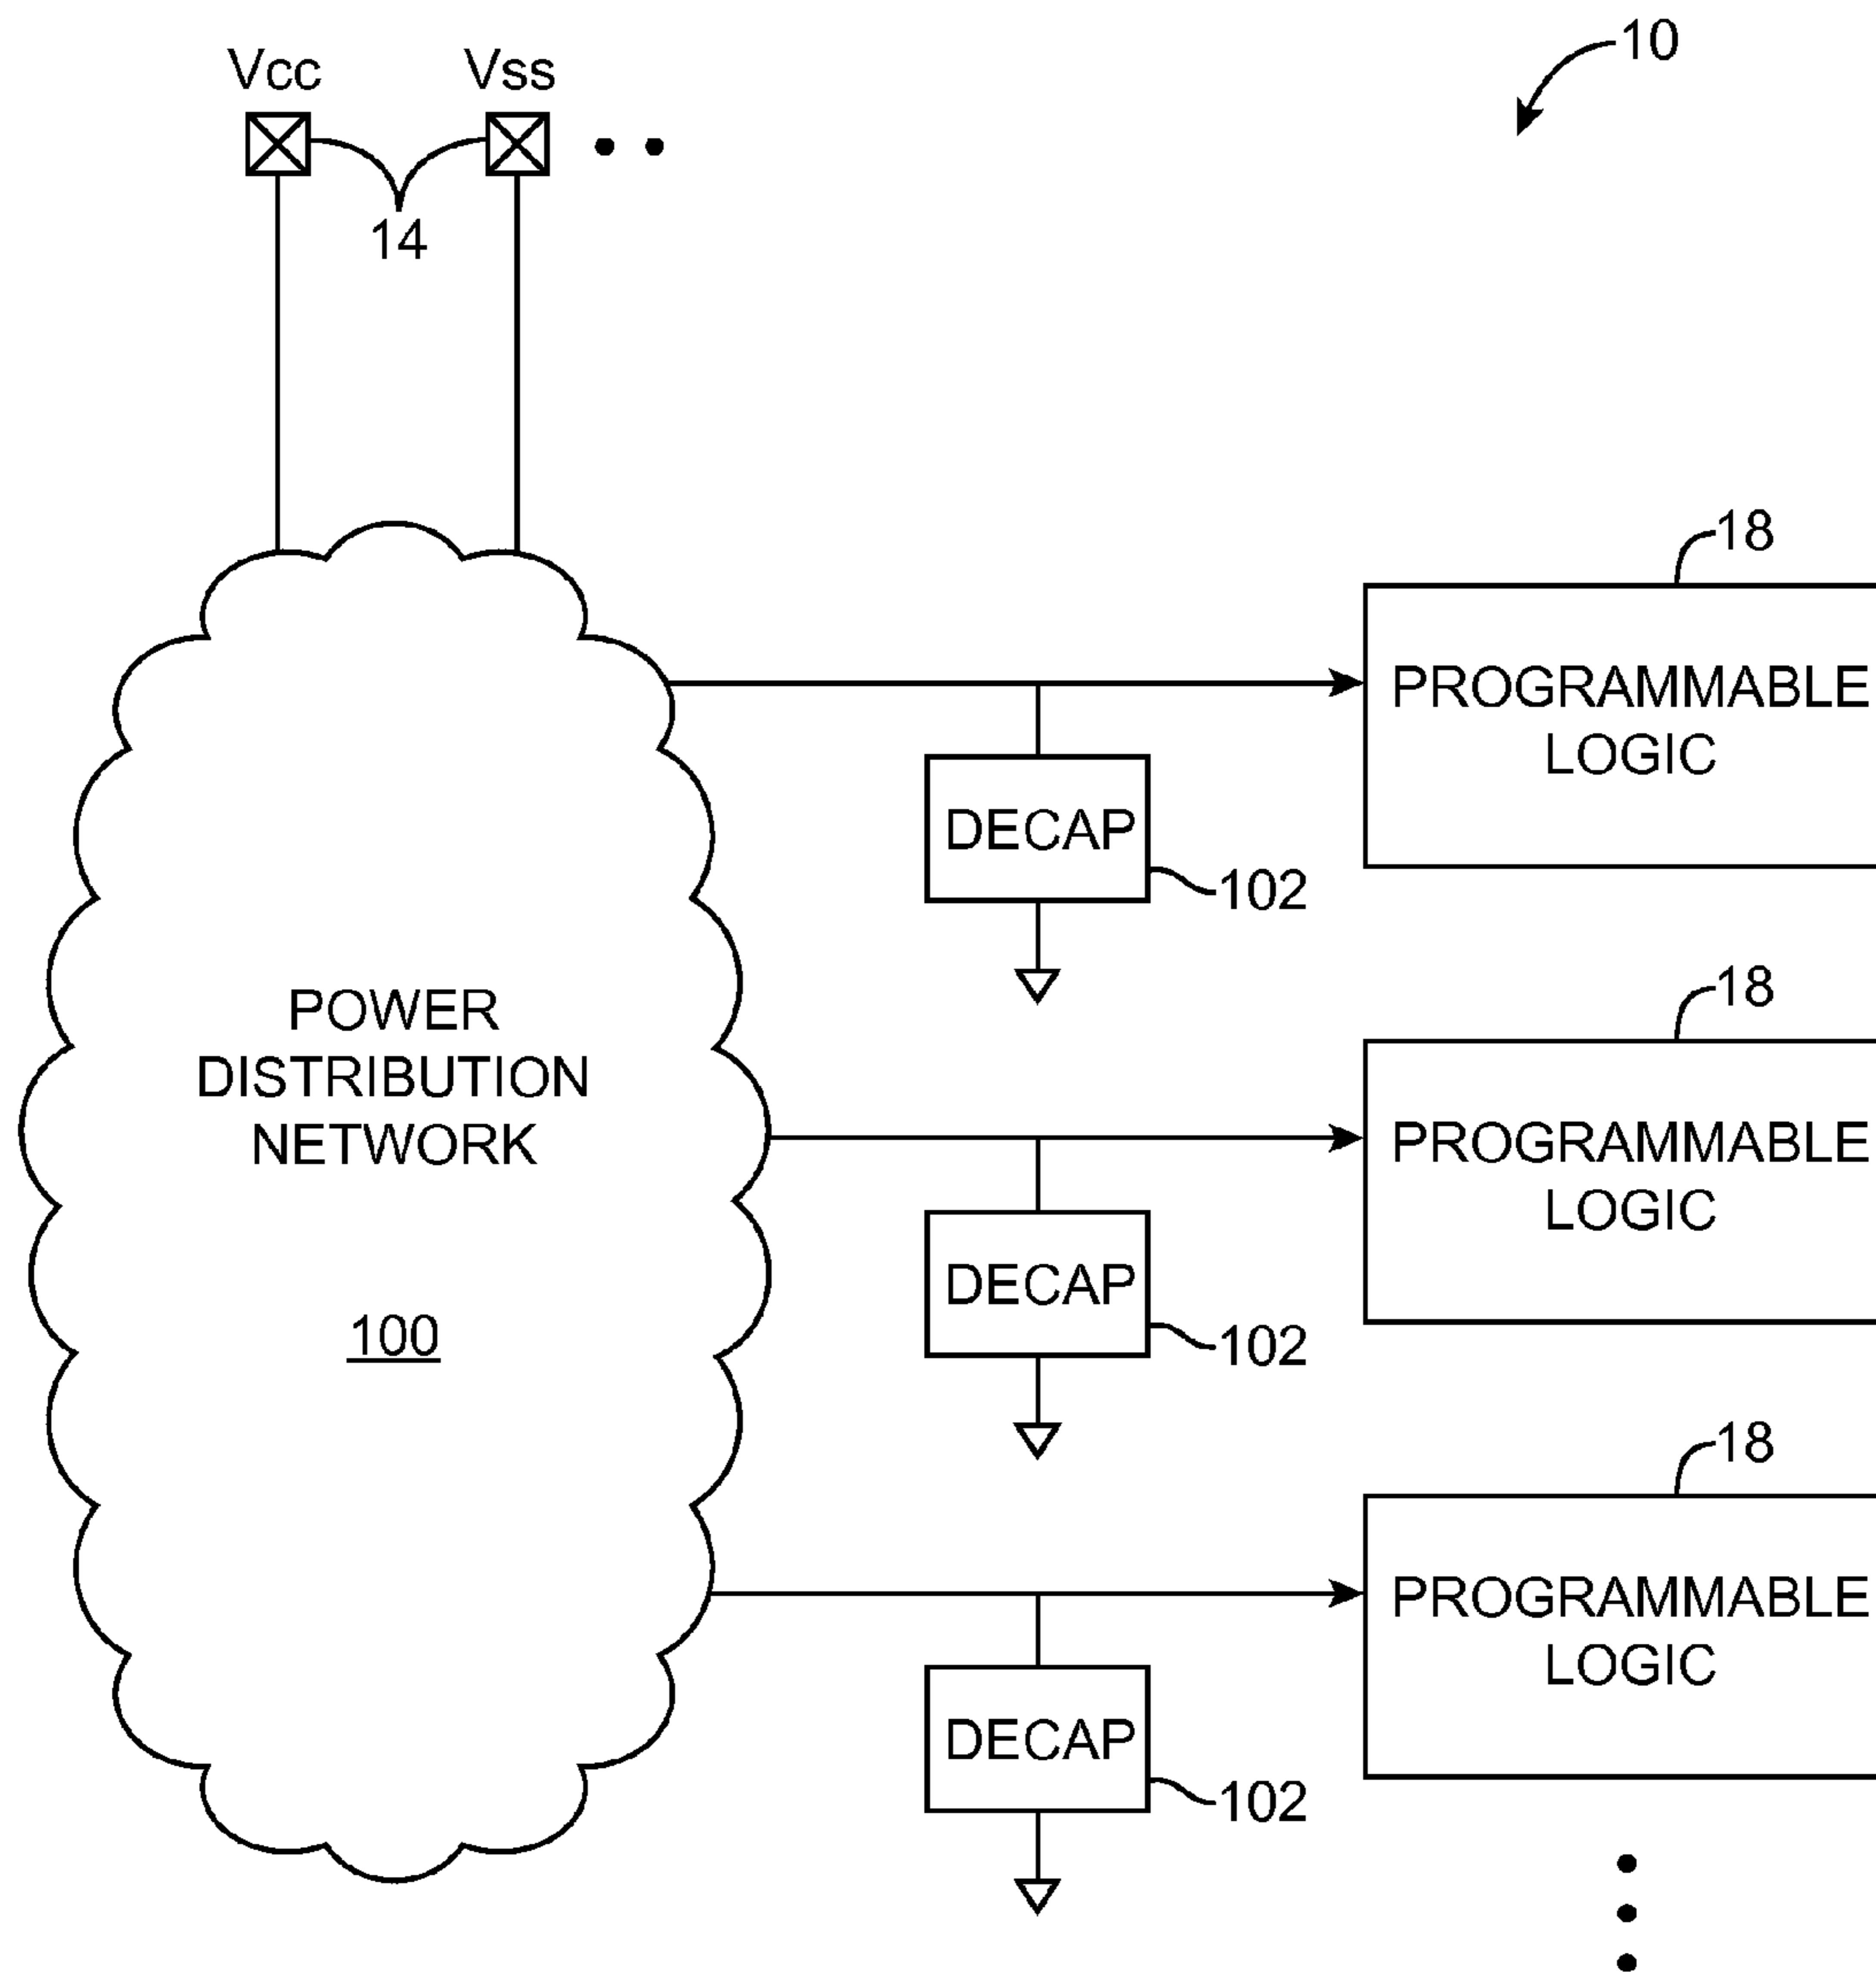 Vcc
Vss
10
14
18
PROGRAMMABLE
LOGIC
DECAP
102
POWER
DISTRIBUTION
NETWORK
100
18
PROGRAMMABLE
LOGIC
DECAP
102
18
PROGRAMMABLE
LOGIC
DECAP
102